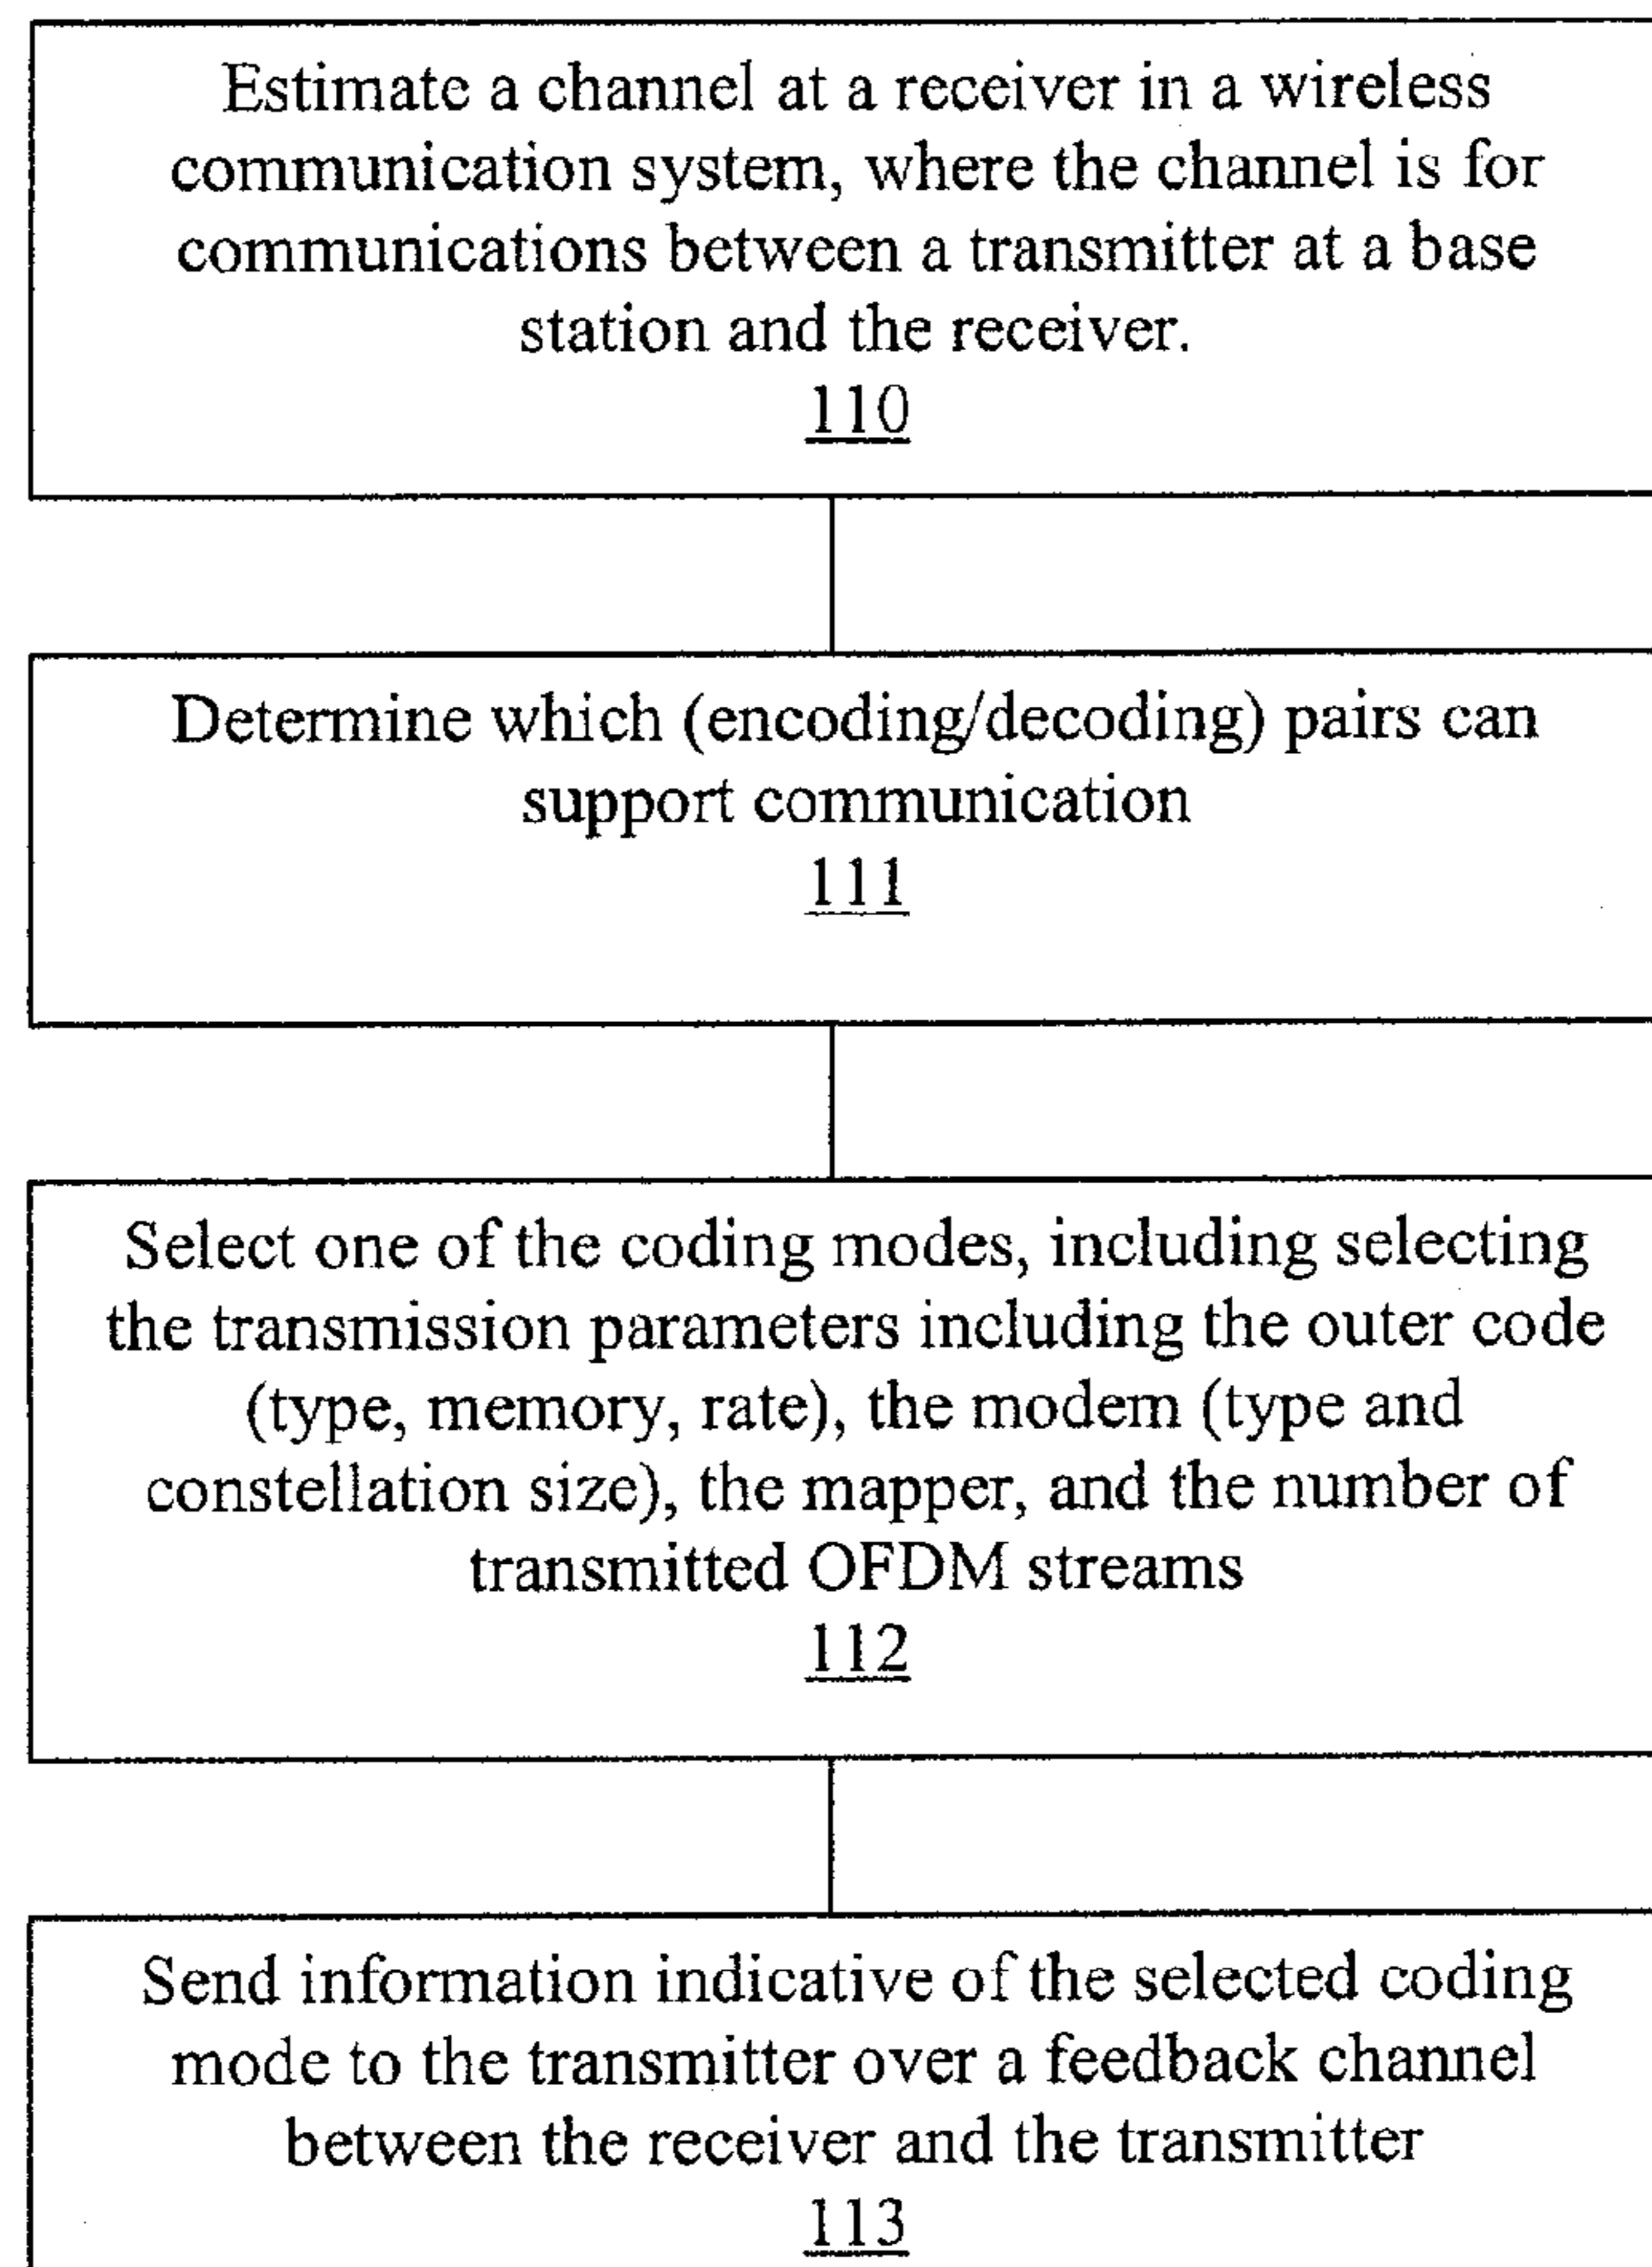 Estimate a channel at a receiver in a wireless
communication system, where the channel is for
communications between a transmitter at a base
station and the receiver.
110
Determine which (encoding/decoding) pairs can
support communication
111
Select one of the coding modes, including selecting
the transmission parameters including the outer code
(type, memory, rate), the modem (type and
constellation size), the mapper, and the number of
transmitted OFDM streams
112
Send information indicative of the selected coding
mode to the transmitter over a feedback channel
between the receiver and the transmitter
113